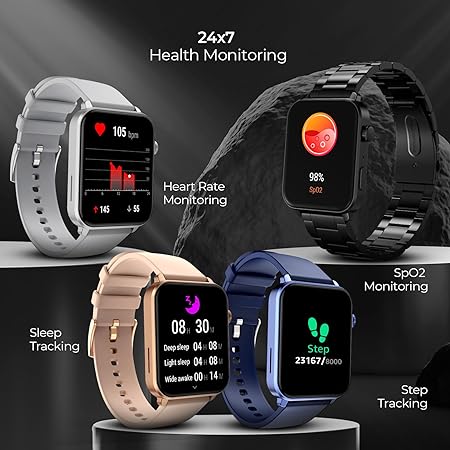 24x7
Health Monitoring
105 bpm
145
55
Heart Rate
Monitoring
98%
SpO2
SpO2
Monitoring
Sleep
Tracking
08 H 30 M
Deep sleep 04 H 08 M
Light sleep 04 H 08 M
Wide awake 00 H 14 M
Step
23167/8000
Step
Tracking